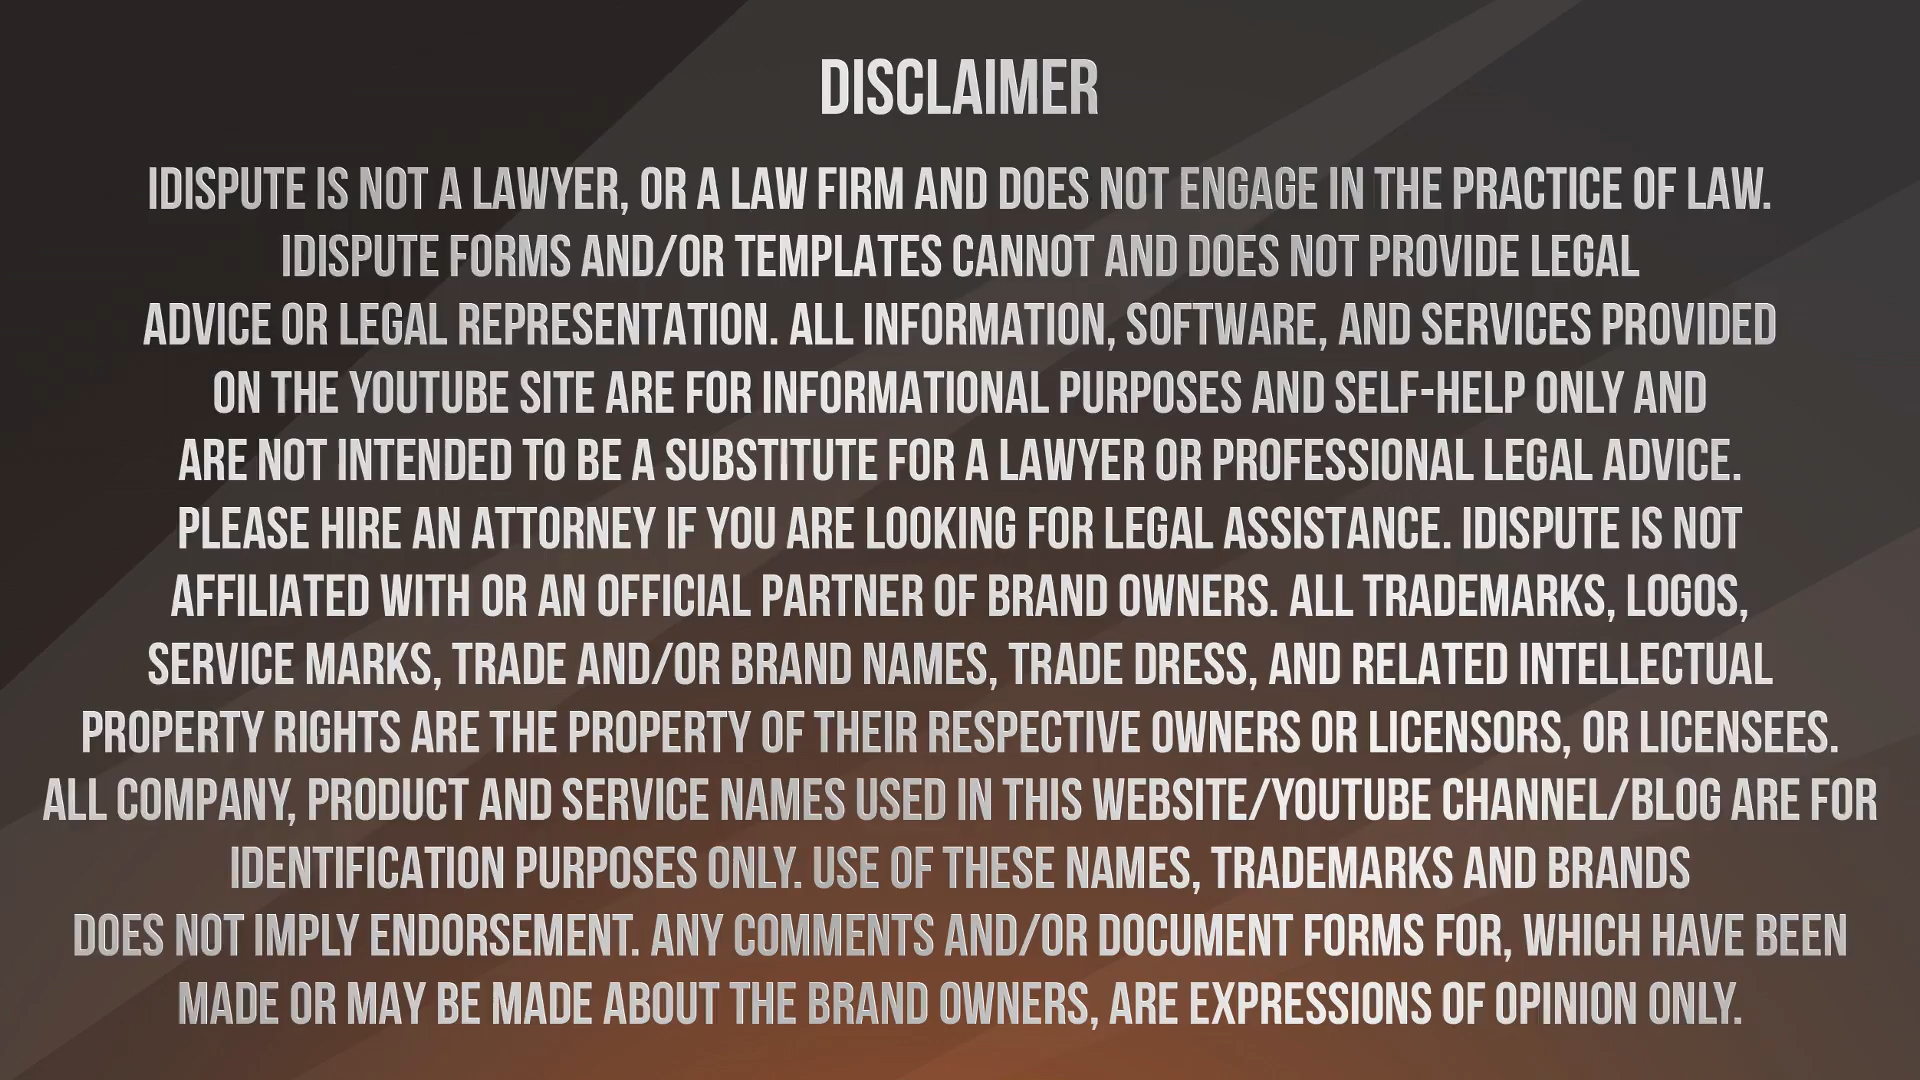 DISCLAIMER
IDISPUTE IS NOT A LAWYER, OR A LAW FIRM AND DOES NOT ENGAGE IN THE PRACTICE OF LAW.
IDISPUTE FORMS AND/OR TEMPLATES CANNOT AND DOES NOT PROVIDE LEGAL
ADVICE OR LEGAL REPRESENTATION. ALL INFORMATION, SOFTWARE, AND SERVICES PROVIDED
ON THE YOUTUBE SITE ARE FOR INFORMATIONAL PURPOSES AND SELF-HELP ONLY AND
ARE NOT INTENDED TO BE A SUBSTITUTE FOR A LAWYER OR PROFESSIONAL LEGAL ADVICE.
PLEASE HIRE AN ATTORNEY IF YOU ARE LOOKING FOR LEGAL ASSISTANCE. IDISPUTE IS NOT
AFFILIATED WITH OR AN OFFICIAL PARTNER OF BRAND OWNERS. ALL TRADEMARKS, LOGOS,
SERVICE MARKS, TRADE AND/OR BRAND NAMES, TRADE DRESS, AND RELATED INTELLECTUAL
PROPERTY RIGHTS ARE THE PROPERTY OF THEIR RESPECTIVE OWNERS OR LICENSORS, OR LICENSEES.
ALL COMPANY, PRODUCT AND SERVICE NAMES USED IN THIS WEBSITE/YOUTUBE CHANNEL/BLOG ARE FOR
IDENTIFICATION PURPOSES ONLY. USE OF THESE NAMES, TRADEMARKS AND BRANDS
DOES NOT IMPLY ENDORSEMENT. ANY COMMENTS AND/OR DOCUMENT FORMS FOR, WHICH HAVE BEEN
MADE OR MAY BE MADE ABOUT THE BRAND OWNERS, ARE EXPRESSIONS OF OPINION ONLY.